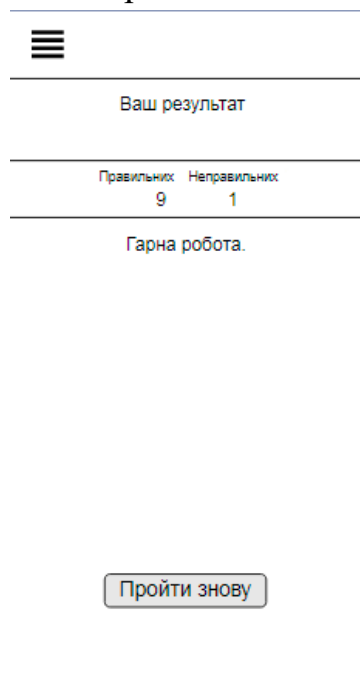 Ваш результат
Правильних Неправильних
9 1
Гарна робота.
Пройти знову